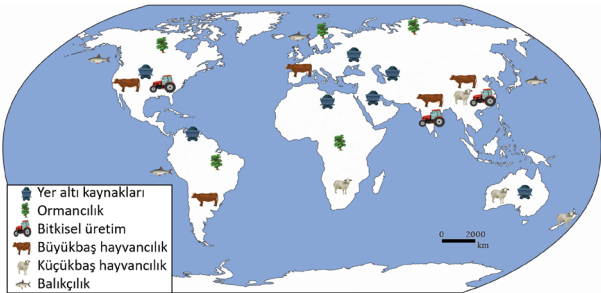 Yer altı kaynakları
Ormancılık
Bitkisel üretim
Büyükbaş hayvancılık
Küçükbaş hayvancılık
Balıkçılık
0 2000
km